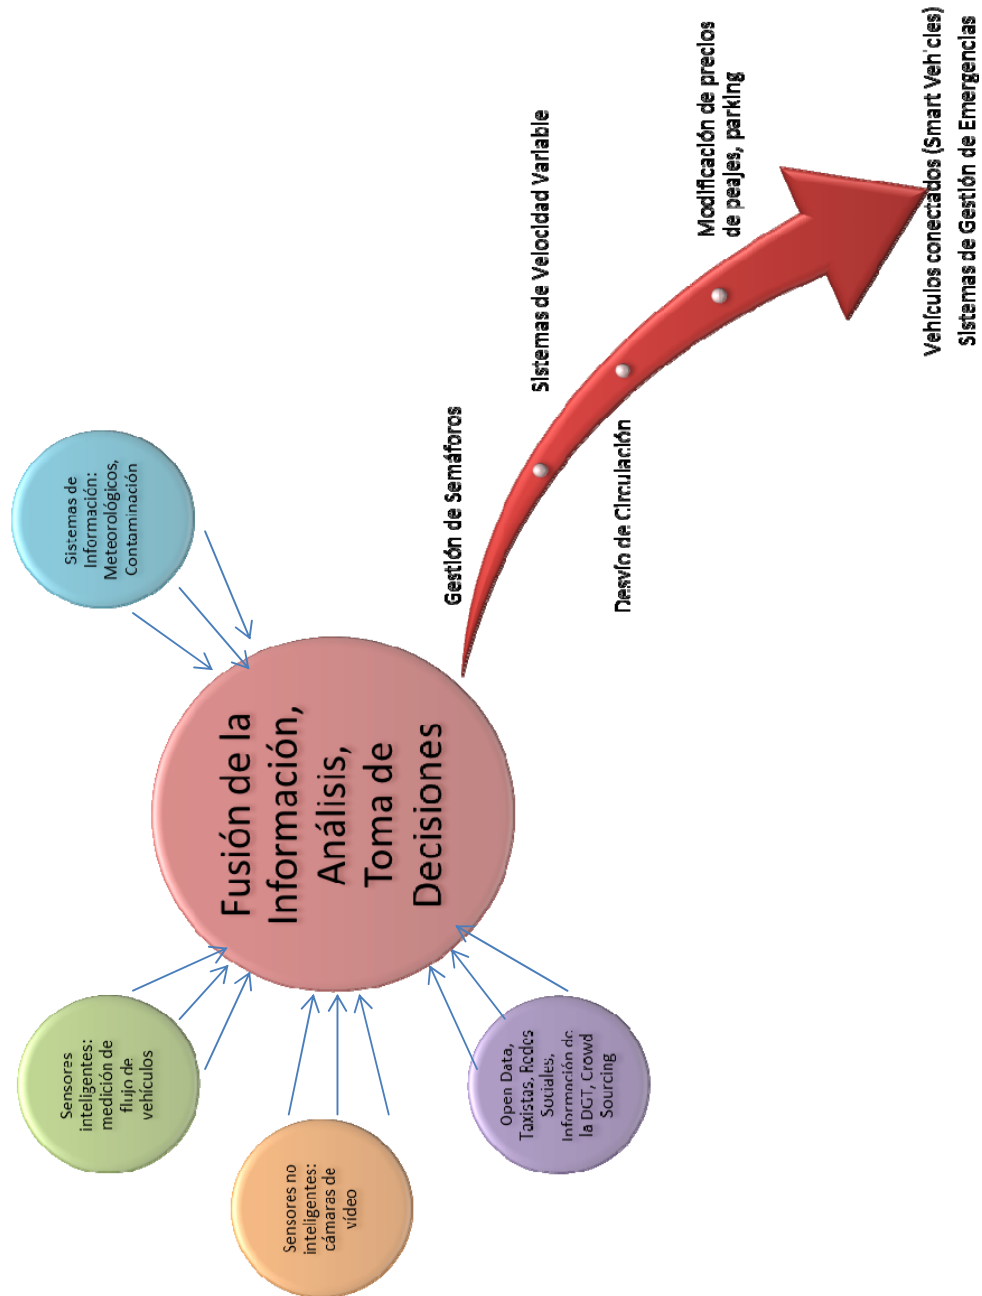 Sensores
inteligentes:
medición de
flujo de
vehículos
Sistemas de
Información:
Meteorológicos,
Contaminación
Fusión de la
Información,
Análisis,
Toma de
Decisiones
Sensores no
inteligentes:
cámaras de
vídeo
Open Data,
Taxistas, Redes
Sociales,
Información de
la DGT, Crowd
Sourcing
Gestión de Semáforos
Sistemas de Velocidad Variable
Desvío de Circulación
Modificación de precios
de peajes, parking
Vehículos conectados (Smart Vehicles)
Sistemas de Gestión de Emergencias